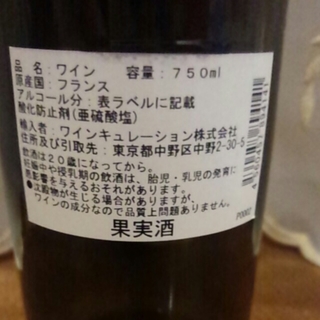 品名：ワイン 容量：750ml
原産国：フランス
アルコール分：表ラベルに記載
酸化防止剤(亜硫酸塩)
輸入者：ワインキュレーション株式会社
住所及び引取先：東京都中野区中野2-30-5
飲酒は20歳になってから。
妊娠中や授乳期の飲酒は、胎児・乳児の発育に
悪影響を与えるおそれがあります。
●沈殿物が生じる場合がありますが、
ワインの成分なので品質上問題ありません。
果実酒